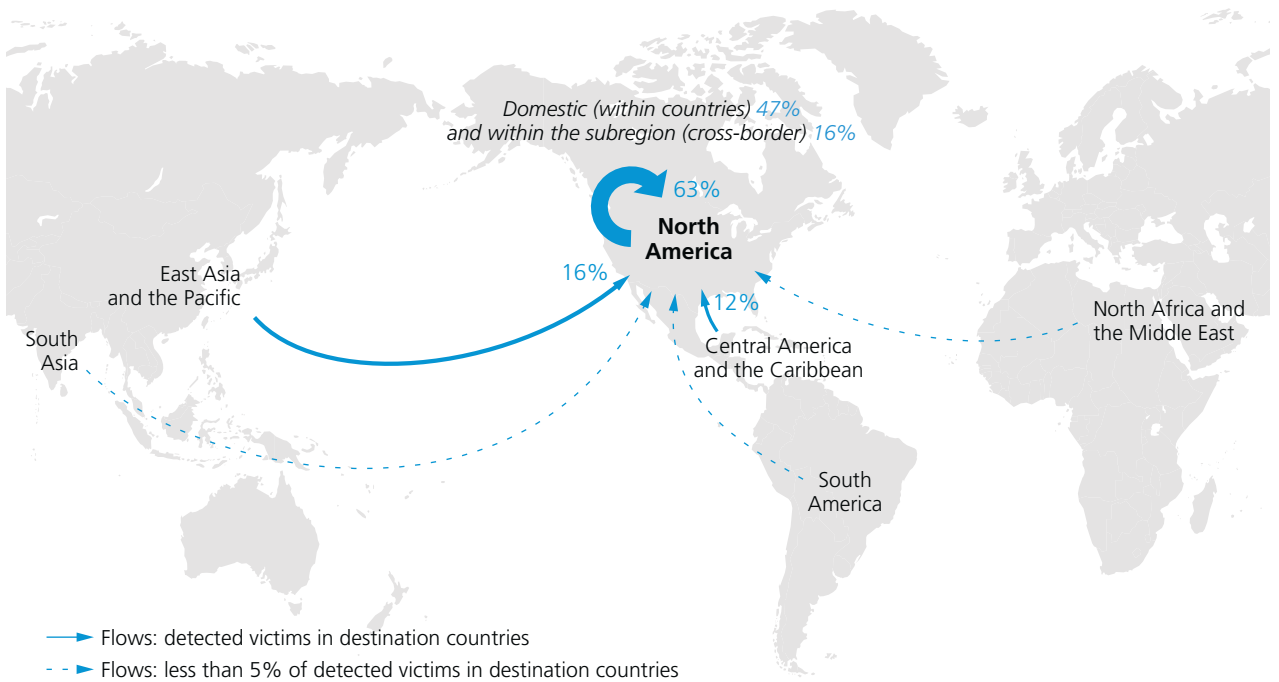 Domestic (within countries) 47%
and within the subregion (cross-border) 16%
63%
North
America
16%
East Asia
and the Pacific
12%
North Africa and
the Middle East
South
Asia
Central America
and the Caribbean
South
America
Flows: detected victims in destination countries
Flows: less than 5% of detected victims in destination countries